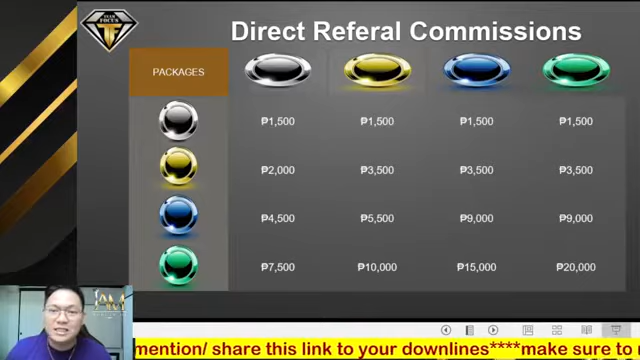 TEAM FOCUS
Direct Referal Commissions
PACKAGES
₱1,500 ₱1,500 ₱1,500 ₱1,500
₱2,000 ₱3,500 ₱3,500 ₱3,500
₱4,500 ₱5,500 ₱9,000 ₱9,000
₱7,500 ₱10,000 ₱15,000 ₱20,000
mention/ share this link to your downlines****make sure to